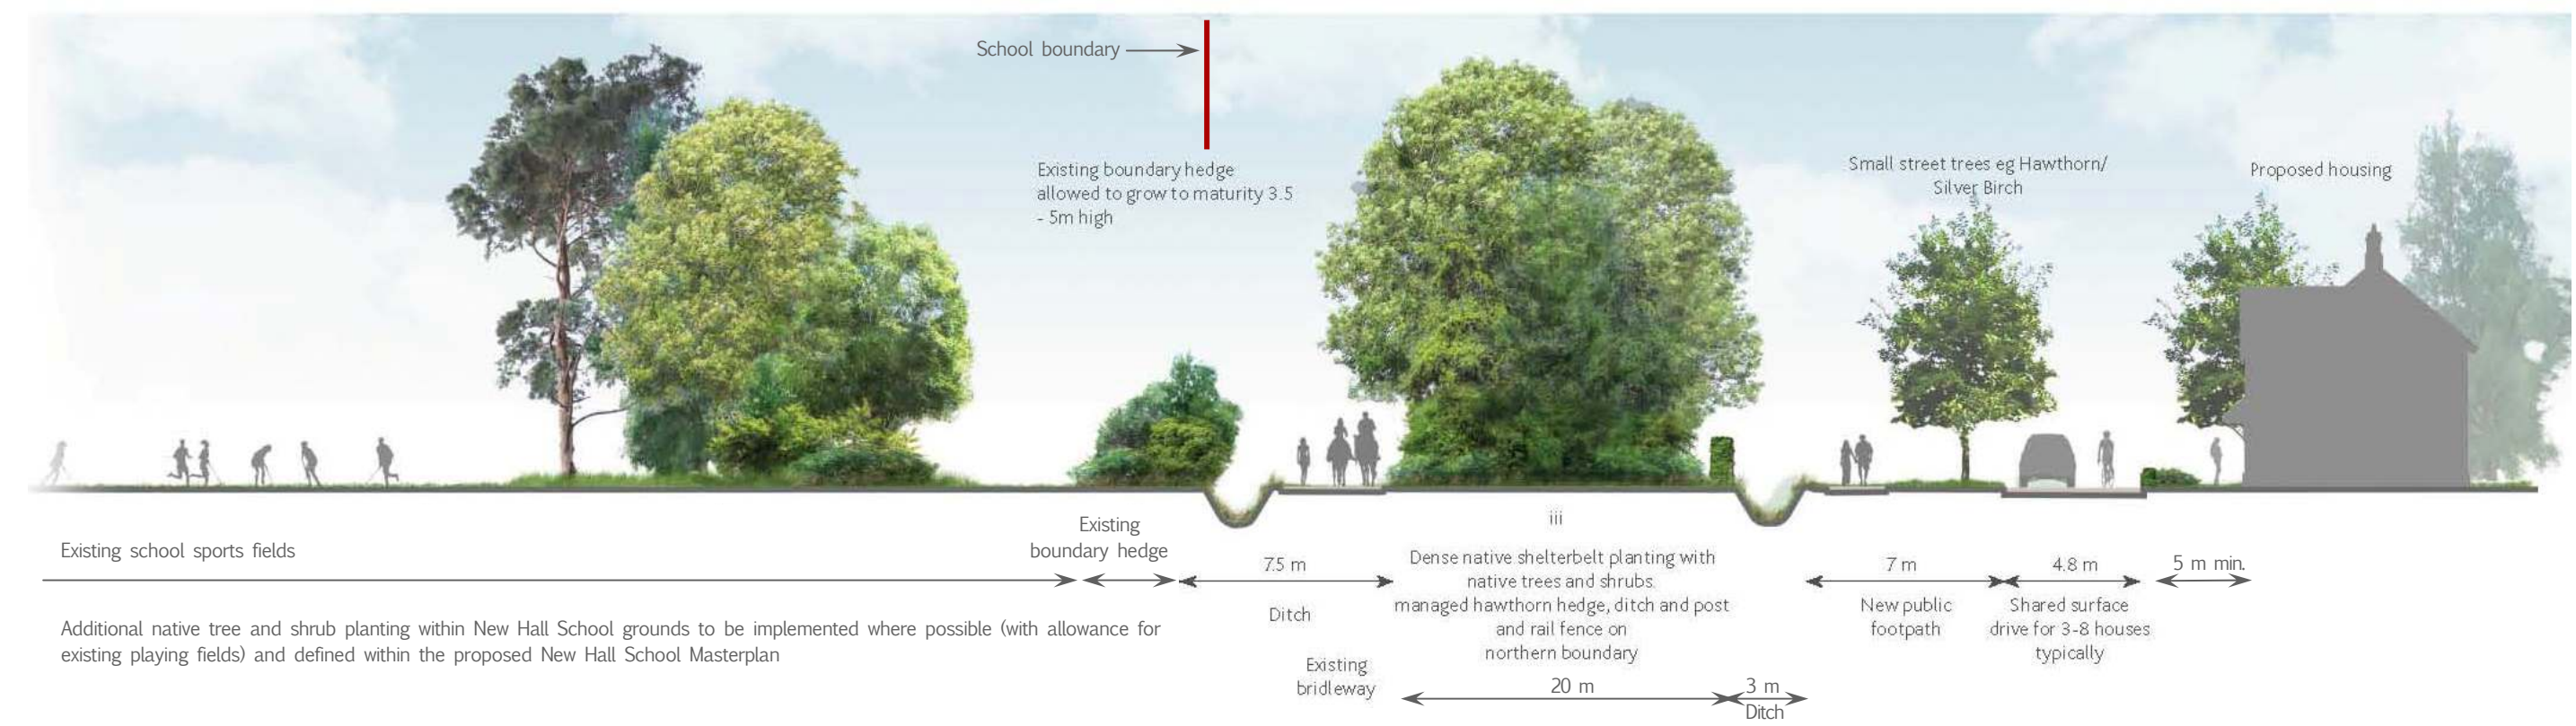 School boundary
Existing boundary hedge
allowed to grow to maturity 3.5
- 5m high
Small street trees eg Hawthorn/
Silver Birch
Proposed housing
Existing school sports fields
Existing
boundary hedge
7.5 m
Ditch
Existing
bridleway
iii
Dense native shelterbelt planting with
native trees and shrubs.
managed hawthorn hedge, ditch and post
and rail fence on
northern boundary
20 m
3 m
Ditch
7 m
New public
footpath
4.8 m
Shared surface
drive for 3-8 houses
typically
5 m min.
Additional native tree and shrub planting within New Hall School grounds to be implemented where possible (with allowance for
existing playing fields) and defined within the proposed New Hall School Masterplan